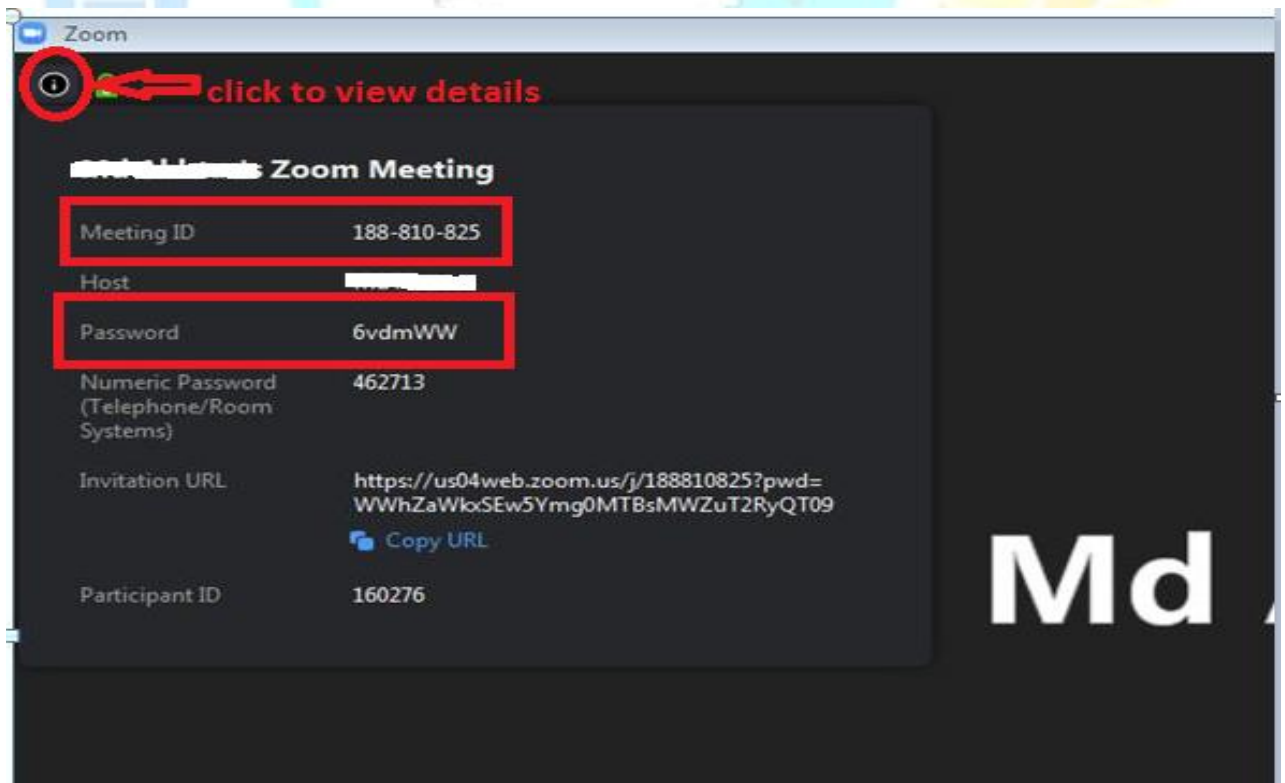 Zoom
click to view details
s Zoom Meeting
Meeting ID 188-810-825
Host
Password 6vdmWW
Numeric Password 462713
(Telephone/Room
Systems)
Invitation URL https://us04web.zoom.us/j/188810825?pwd=
WWhZaWkxSEw5Ymg0MTBsMWZuT2RyQT09
Copy URL
Md
Participant ID 160276